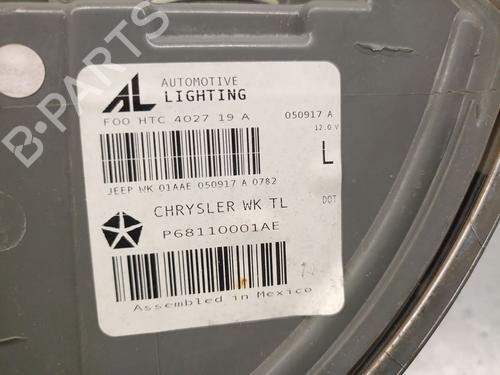 AL AUTOMOTIVE
LIGHTING
F00 HTC 4027 19 A
050917 A
12.0 V
L
JEEP WK 01AAE 050917 A 0782
CHRYSLER WK TL
DOT
P68110001AE
Assembled in Mexico
B-PARTS